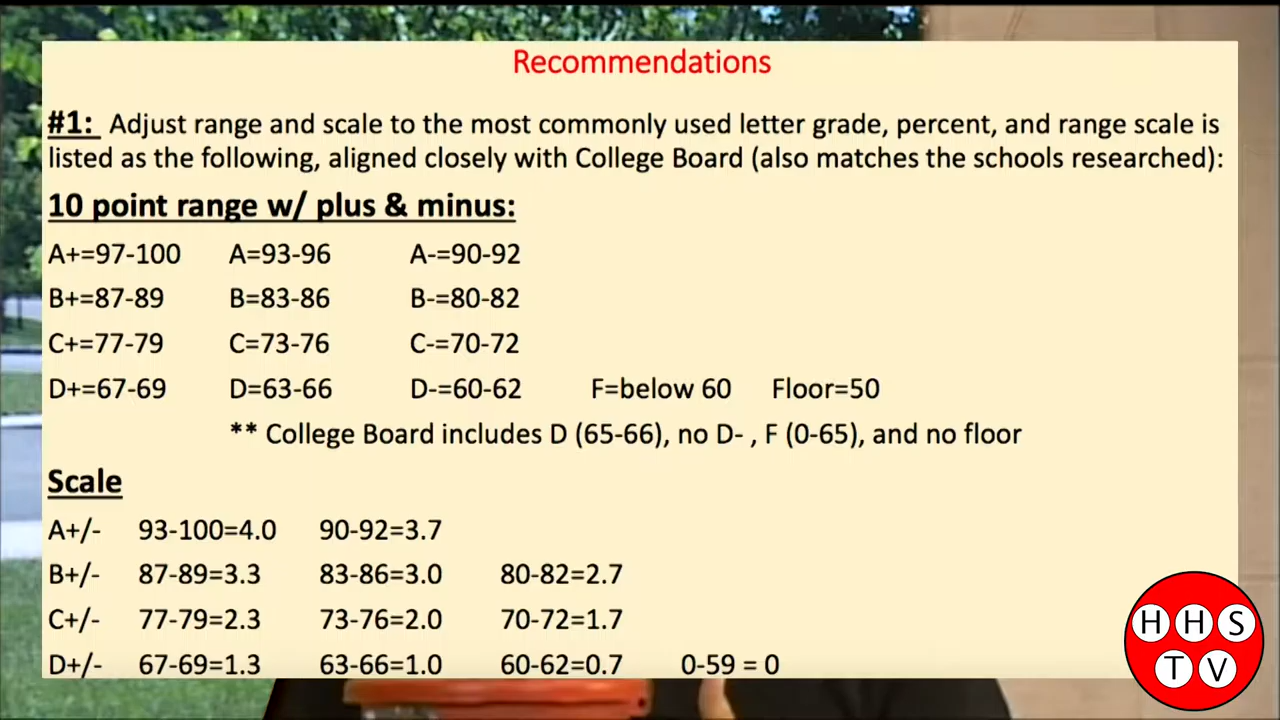 Recommendations
#1: Adjust range and scale to the most commonly used letter grade, percent, and range scale is
listed as the following, aligned closely with College Board (also matches the schools researched):
10 point range w/ plus & minus:
A+=97-100 A=93-96 A-=90-92
B+=87-89 B=83-86 B-=80-82
C+=77-79 C=73-76 C-=70-72
D+=67-69 D=63-66 D-=60-62 F=below 60 Floor=50
** College Board includes D (65-66), no D- , F (0-65), and no floor
Scale
A+/- 93-100=4.0 90-92=3.7
B+/- 87-89=3.3 83-86=3.0 80-82=2.7
C+/- 77-79=2.3 73-76=2.0 70-72=1.7
D+/- 67-69=1.3 63-66=1.0 60-62=0.7 0-59 = 0
HHS
TV